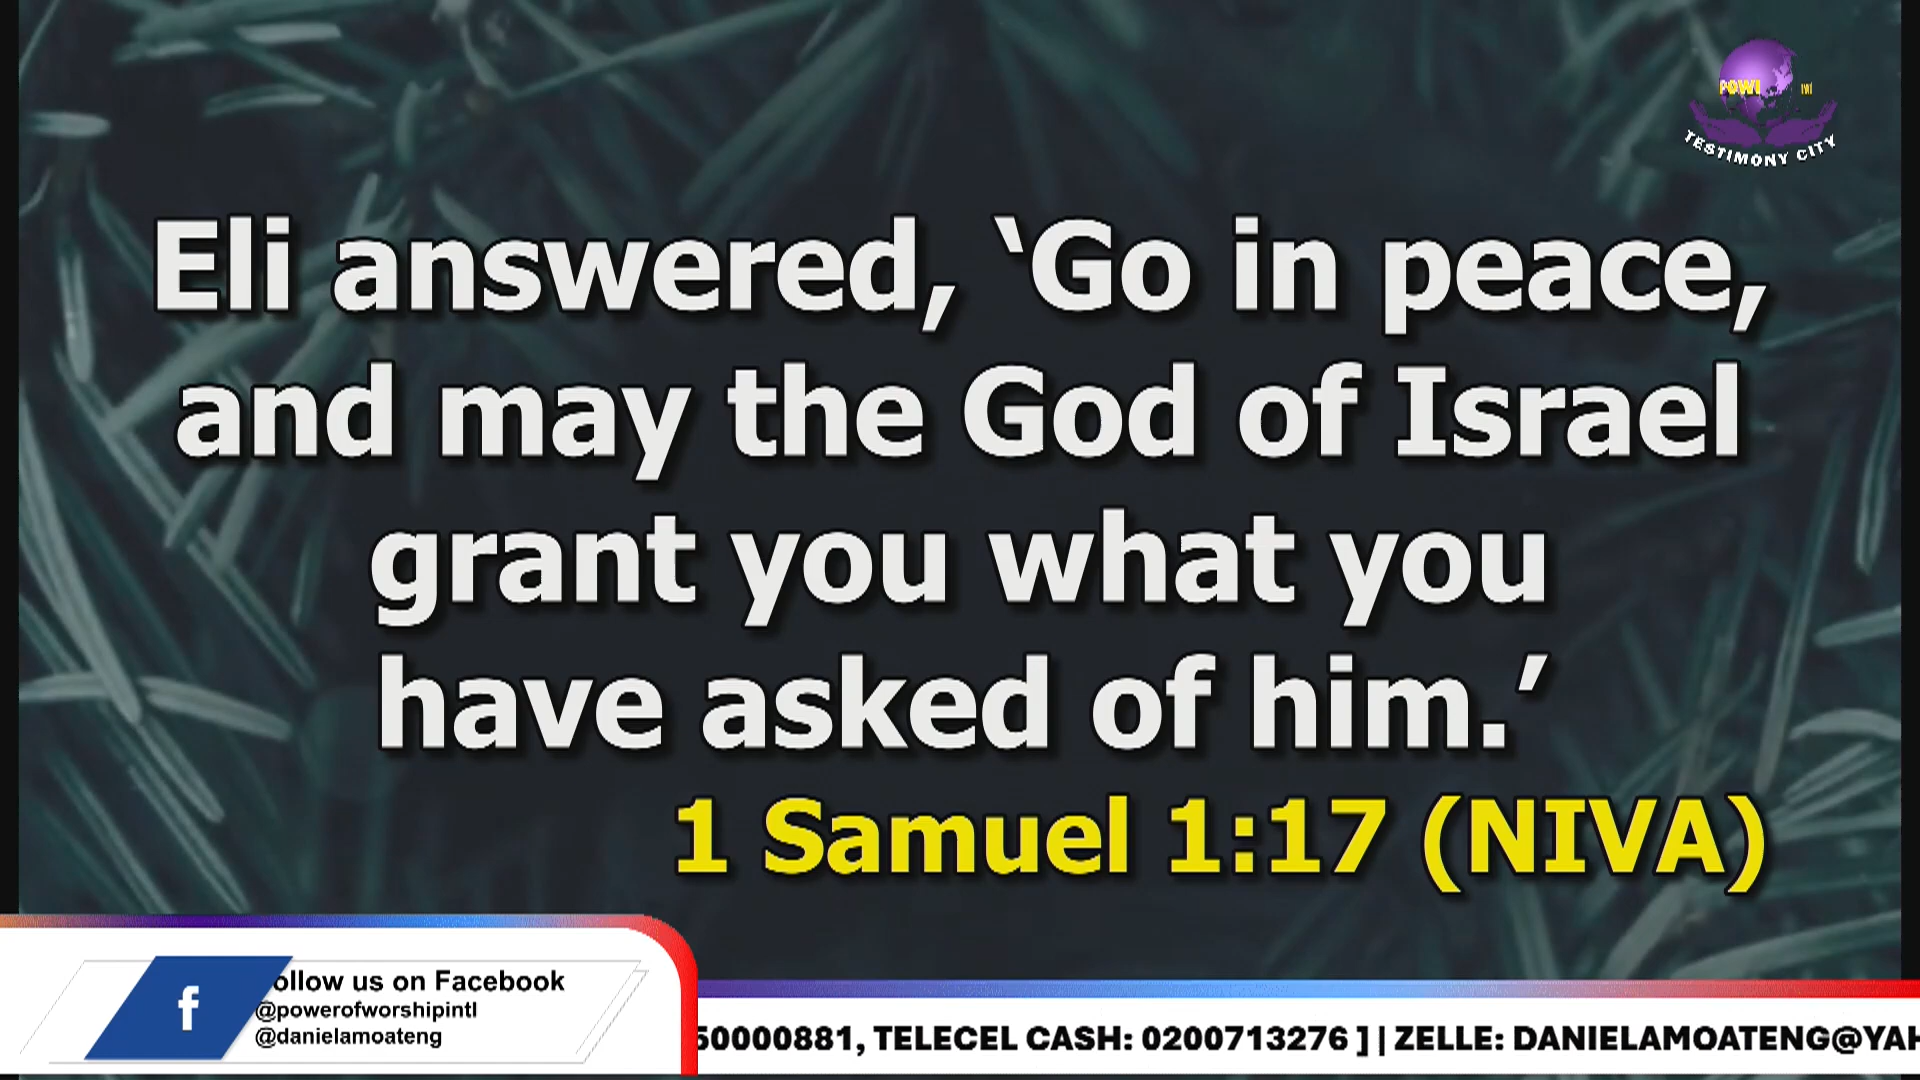 POWI
TESTIMONY CITY
Eli answered, ‘Go in peace,
and may the God of Israel
grant you what you
have asked of him.’
1 Samuel 1:17 (NIVA)
f
ollow us on Facebook
@powerofworshipintl
@danielamoateng
50000881, TELECEL CASH: 0200713276 ] | ZELLE: DANIELAMOATENG@YAH